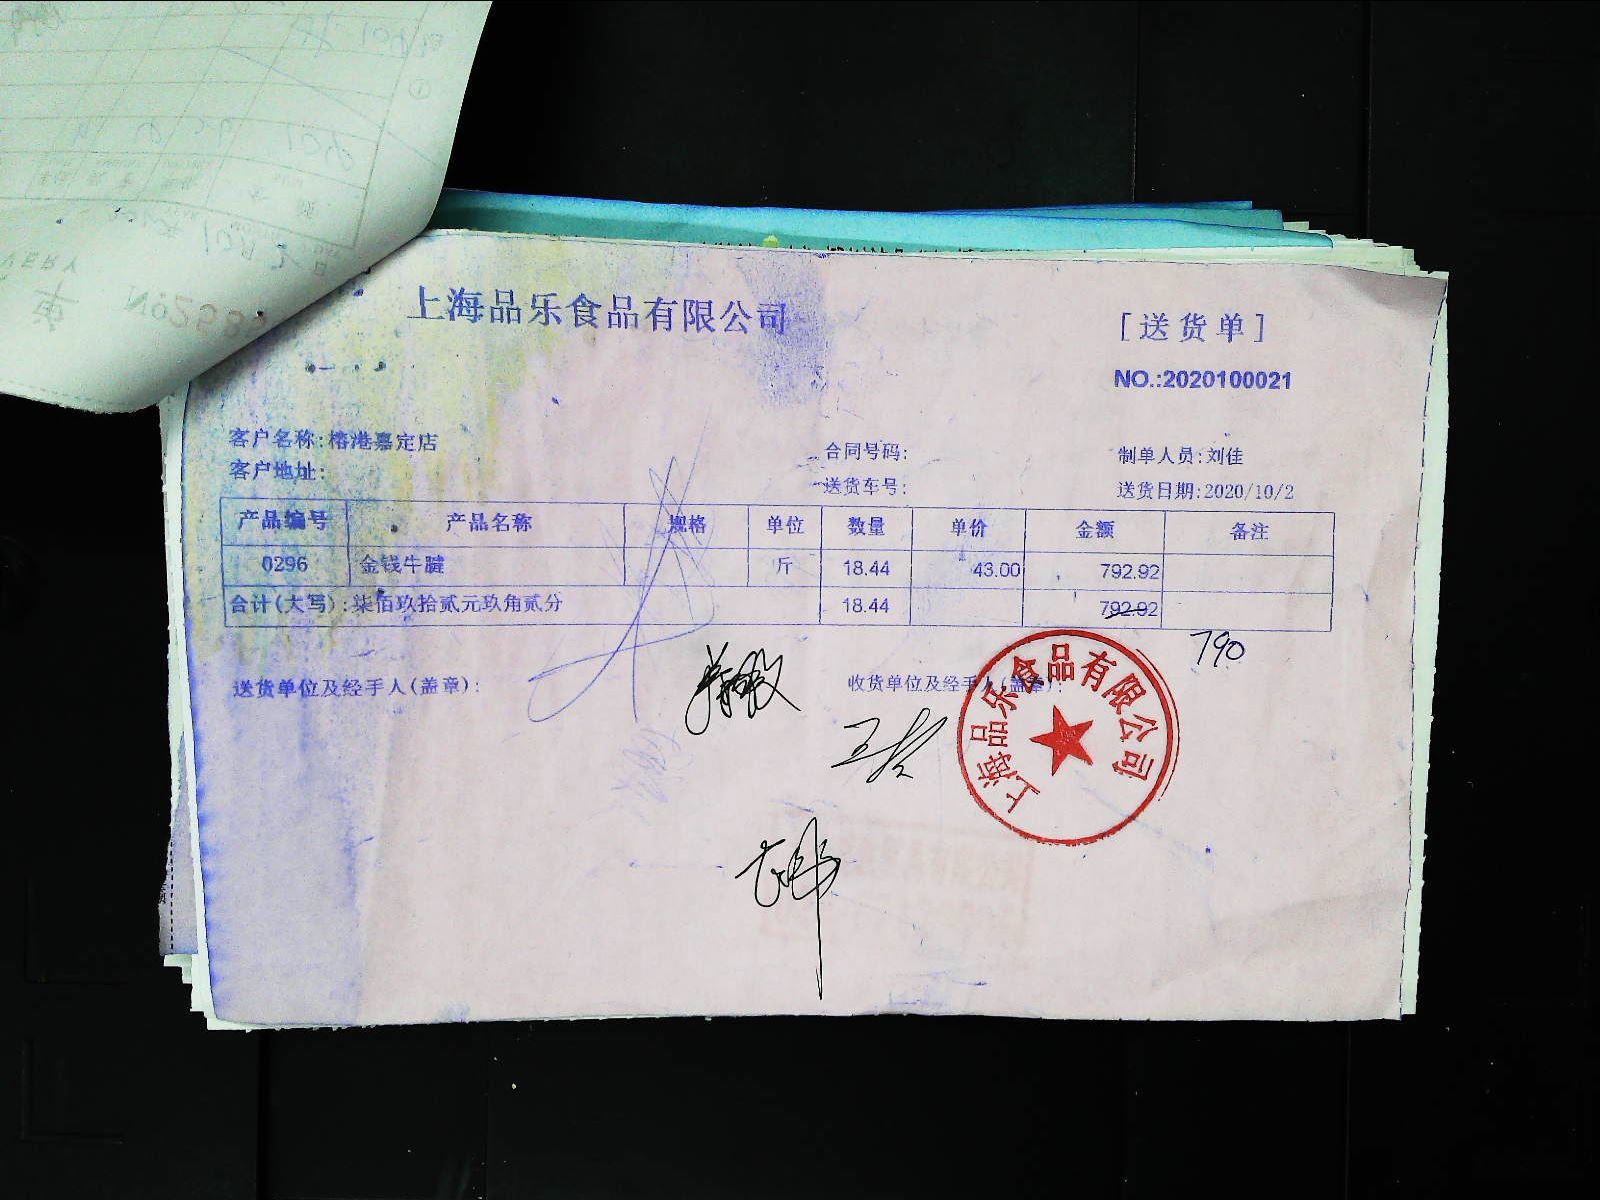 上海品乐食品有限公司
[送货单]
NO.:2020100021
客户名称:榕港嘉定店
合同号码:
制单人员:刘佳
客户地址:
送货车号:
送货日期:2020/10/2
产品编号 产品名称 规格 单位 数量 单价 金额 备注
0296 金钱牛腱 斤 18.44 43.00 792.92
合计(大写):柒佰玖拾贰元玖角贰分 18.44 792.92
790
送货单位及经手人(盖章):
收货单位及经手人(盖章):
上海品乐食品有限公司